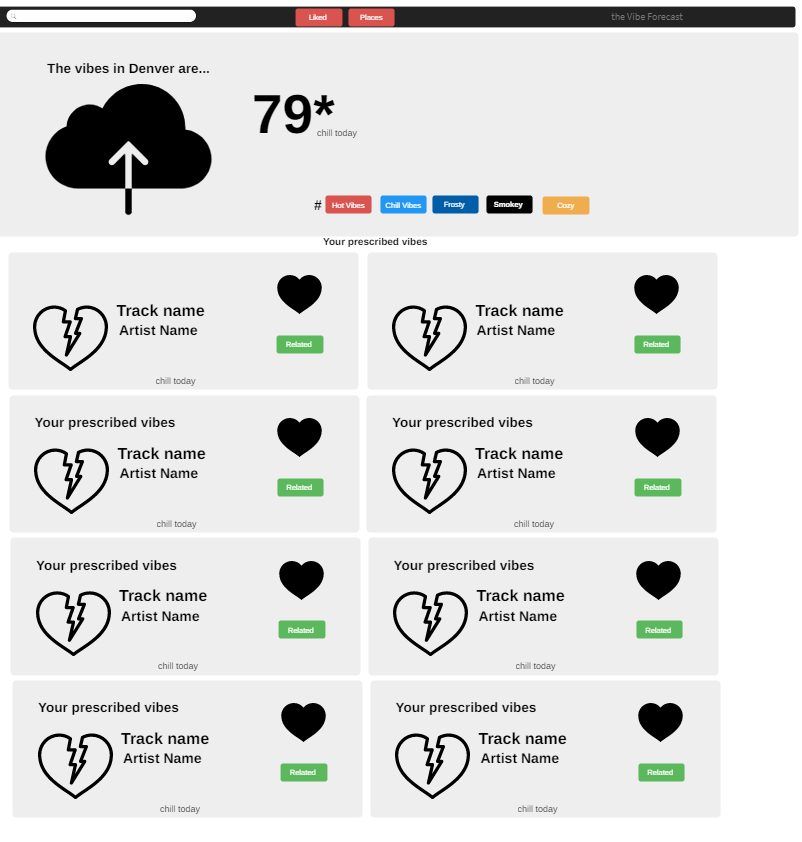 Liked Places the Vibe Forecast
The vibes in Denver are...
79*
chill today
# Hot Vibes Chill Vibes Frosty Smokey Cozy
Your prescribed vibes
Track name
Artist Name
Related
chill today
Track name
Artist Name
Related
chill today
Your prescribed vibes
Track name
Artist Name
Related
chill today
Your prescribed vibes
Track name
Artist Name
Related
chill today
Your prescribed vibes
Track name
Artist Name
Related
chill today
Your prescribed vibes
Track name
Artist Name
Related
chill today
Your prescribed vibes
Track name
Artist Name
Related
chill today
Your prescribed vibes
Track name
Artist Name
Related
chill today